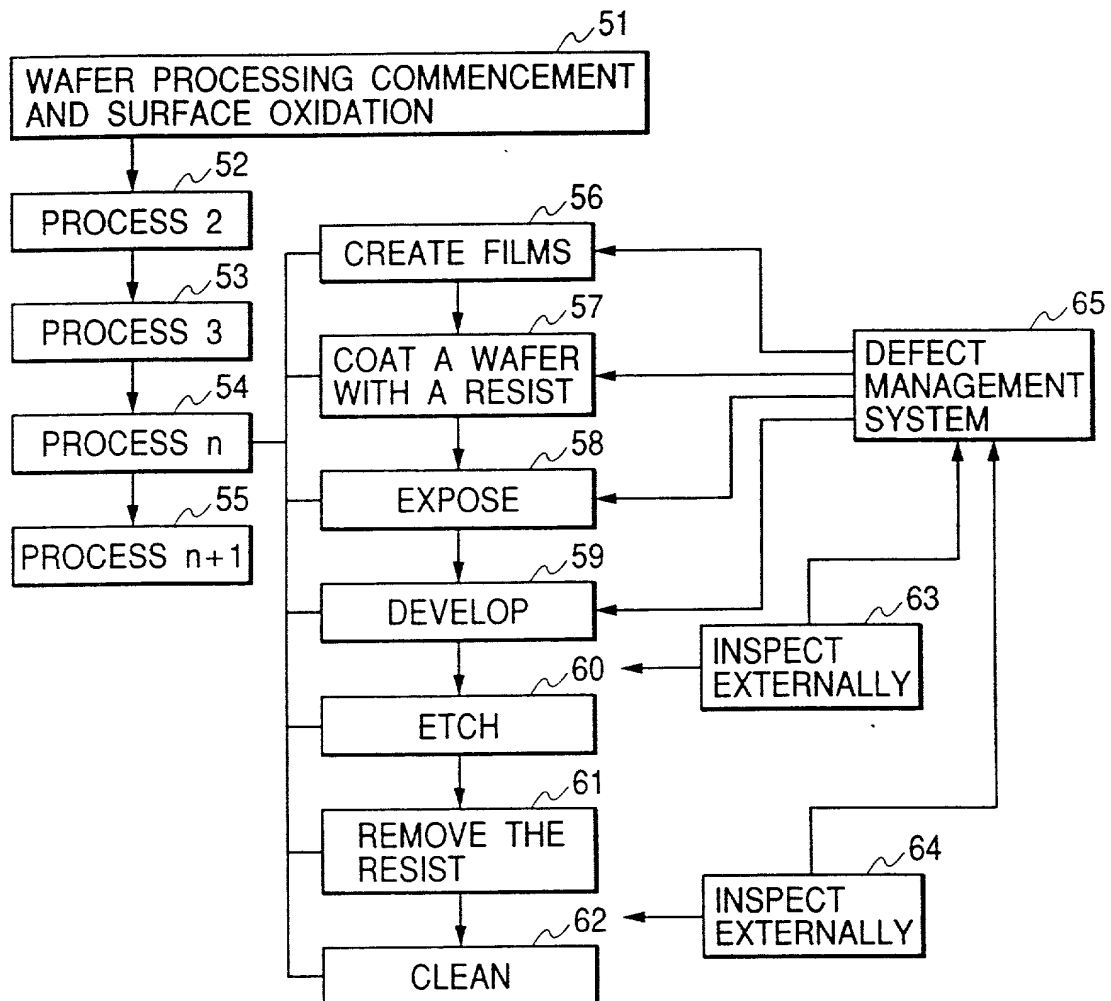 51
WAFER PROCESSING COMMENCEMENT
AND SURFACE OXIDATION
52
PROCESS 2
53
PROCESS 3
54
PROCESS n
55
PROCESS n+1
56
CREATE FILMS
57
COAT A WAFER
WITH A RESIST
58
EXPOSE
59
DEVELOP
60
ETCH
61
REMOVE THE
RESIST
62
CLEAN
65
DEFECT
MANAGEMENT
SYSTEM
63
INSPECT
EXTERNALLY
64
INSPECT
EXTERNALLY